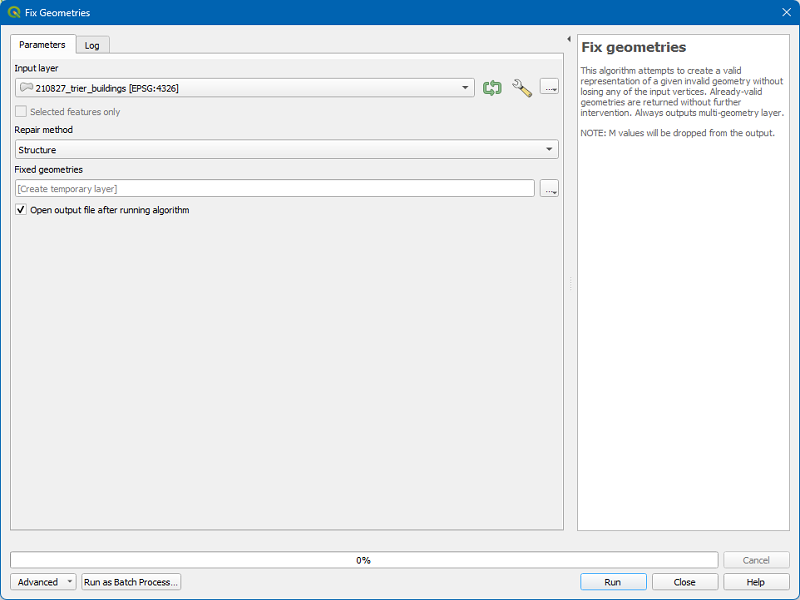 Fix Geometries
Parameters
Log
Input layer
210827_trier_buildings [EPSG:4326]
...
Selected features only
Repair method
Structure
Fixed geometries
[Create temporary layer]
...
Open output file after running algorithm
Fix geometries
This algorithm attempts to create a valid
representation of a given invalid geometry without
losing any of the input vertices. Already-valid
geometries are returned without further
intervention. Always outputs multi-geometry layer.
NOTE: M values will be dropped from the output.
0%
Cancel
Advanced
Run as Batch Process...
Run
Close
Help